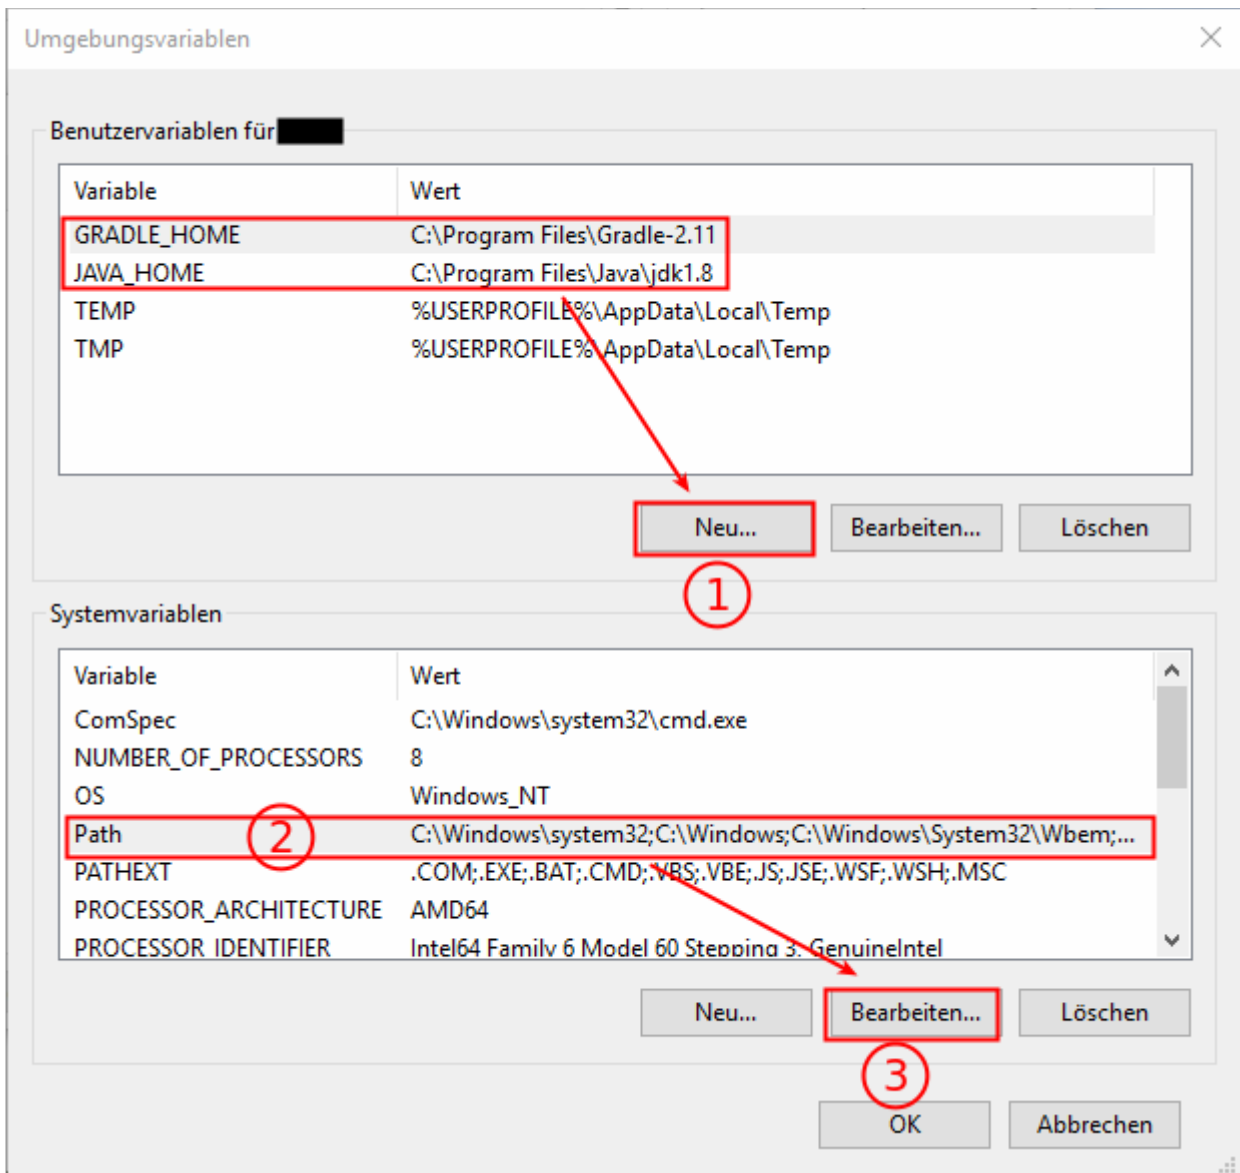 Umgebungsvariablen
Benutzervariablen für
Variable Wert
GRADLE_HOME C:\Program Files\Gradle-2.11
JAVA_HOME C:\Program Files\Java\jdk1.8
TEMP %USERPROFILE%\AppData\Local\Temp
TMP %USERPROFILE%\AppData\Local\Temp
Neu... Bearbeiten... Löschen
1
Systemvariablen
Variable Wert
ComSpec C:\Windows\system32\cmd.exe
NUMBER_OF_PROCESSORS 8
OS Windows_NT
Path 2 C:\Windows\system32;C:\Windows;C:\Windows\System32\Wbem;...
PATHEXT .COM;.EXE;.BAT;.CMD;.VBS;.VBE;.JS;.JSE;.WSF;.WSH;.MSC
PROCESSOR_ARCHITECTURE AMD64
PROCESSOR_IDENTIFIER Intel64 Family 6 Model 60 Stepping 3, GenuineIntel
Neu... Bearbeiten... Löschen
3
OK Abbrechen